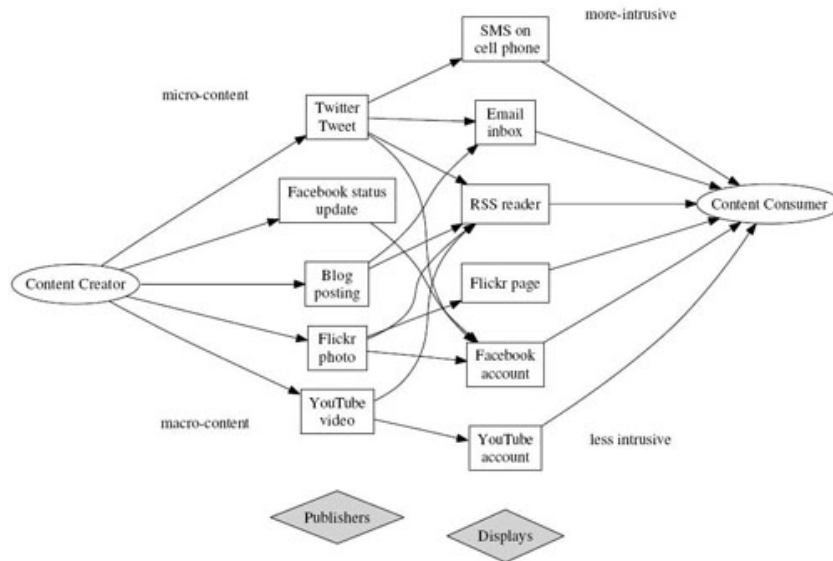 SMS on
cell phone
more-intrusive
micro-content
Twitter
Tweet
Email
inbox
Facebook status
update
RSS reader
Content Consumer
Content Creator
Blog
posting
Flickr page
Flickr
photo
Facebook
account
macro-content
YouTube
video
YouTube
account
less intrusive
Publishers
Displays